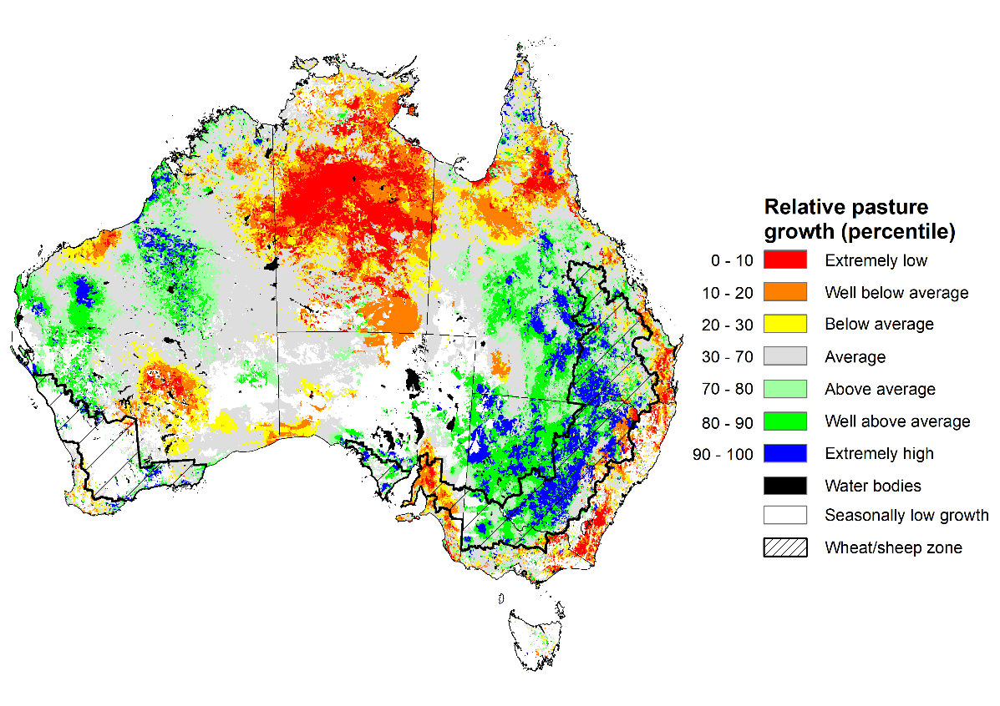 Relative pasture
growth (percentile)
0 - 10 Extremely low
10 - 20 Well below average
20 - 30 Below average
30 - 70 Average
70 - 80 Above average
80 - 90 Well above average
90 - 100 Extremely high
Water bodies
Seasonally low growth
Wheat/sheep zone